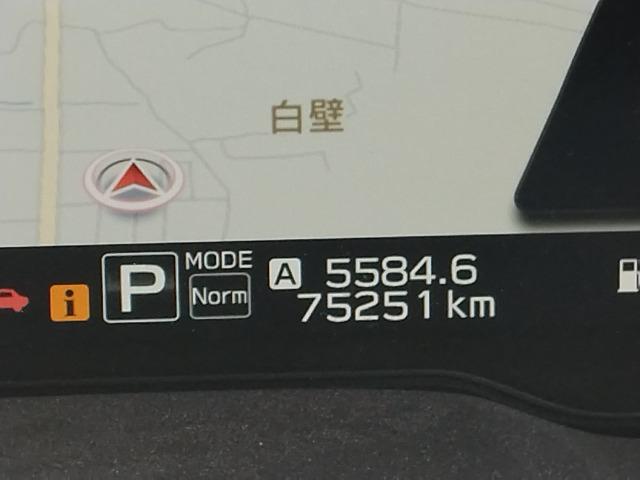 白壁
MODE
P
Norm
A 5584.6
75251 km
i